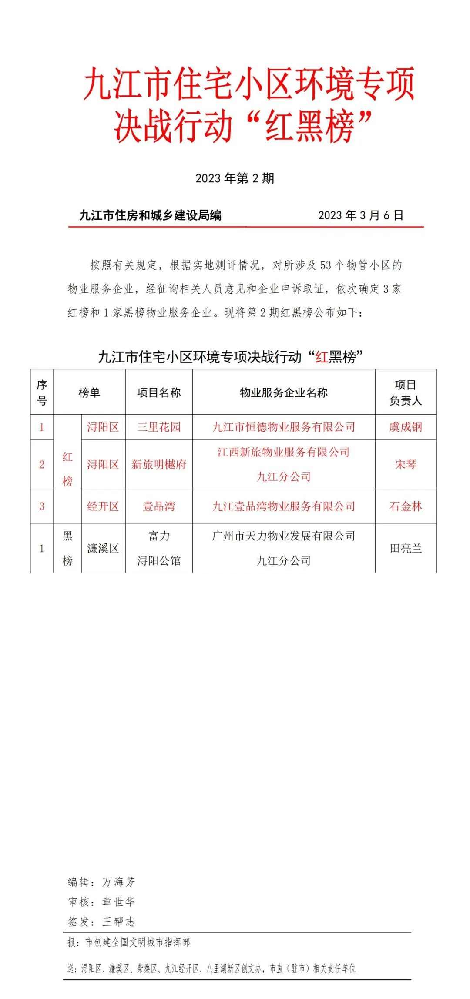 九江市住宅小区环境专项
决战行动“红黑榜”
2023 年第 2 期
九江市住房和城乡建设局编 2023 年 3 月 6 日
按照有关规定，根据实地测评情况，对所涉及 53 个物管小区的
物业服务企业，经征询相关人员意见和企业申诉取证，依次确定 3 家
红榜和 1 家黑榜物业服务企业。现将第 2 期红黑榜公布如下：
九江市住宅小区环境专项决战行动“红黑榜”
序号 榜单 项目名称 物业服务企业名称 项目负责人
1 红榜 浔阳区 三里花园 九江市恒德物业服务有限公司 虞成钢
2 浔阳区 新旅明樾府 江西新旅物业服务有限公司九江分公司 宋琴
3 经开区 壹品湾 九江壹品湾物业服务有限公司 石金林
1 黑榜 濂溪区 富力浔阳公馆 广州市天力物业发展有限公司九江分公司 田亮兰
编辑：万海芳
审核：章世华
签发：王帮志
报：市创建全国文明城市指挥部
送：浔阳区、濂溪区、柴桑区、九江经开区、八里湖新区创文办，市直（驻市）相关责任单位